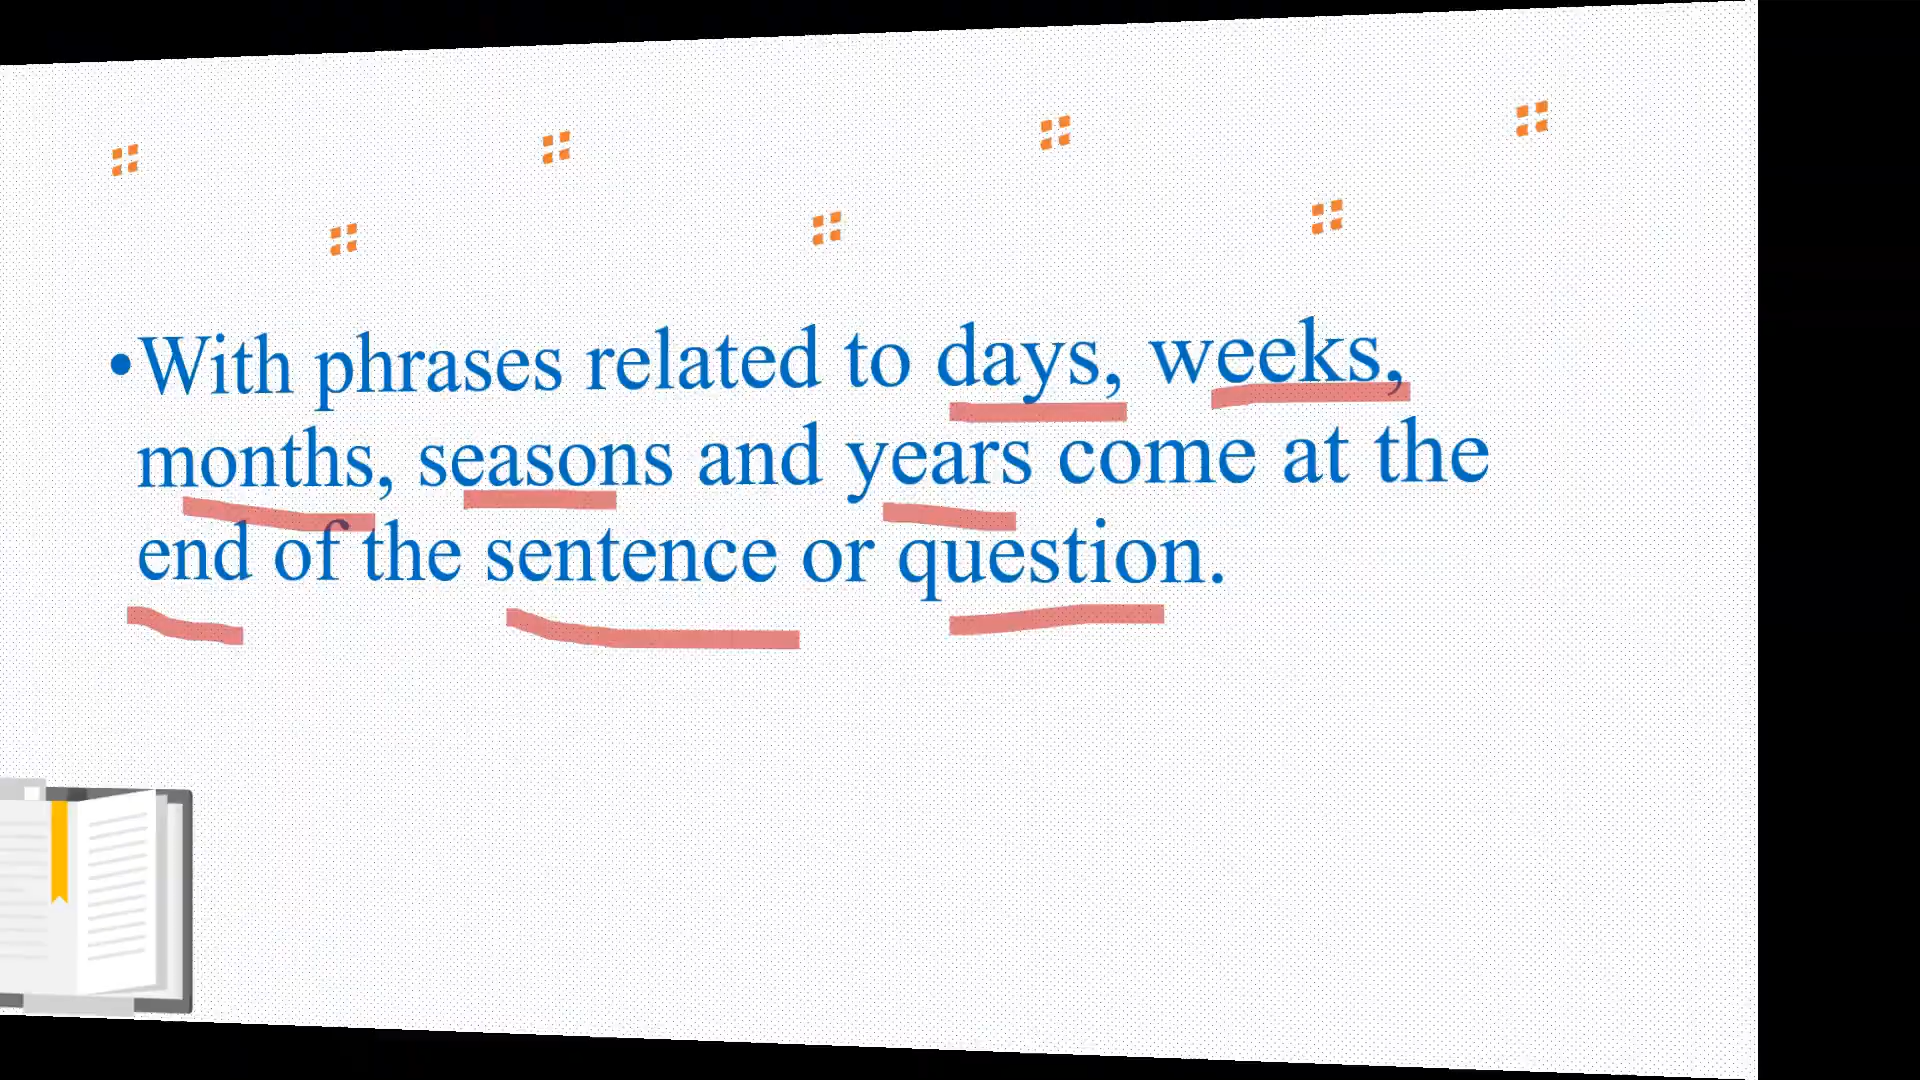 •With phrases related to days, weeks,
months, seasons and years come at the
end of the sentence or question.